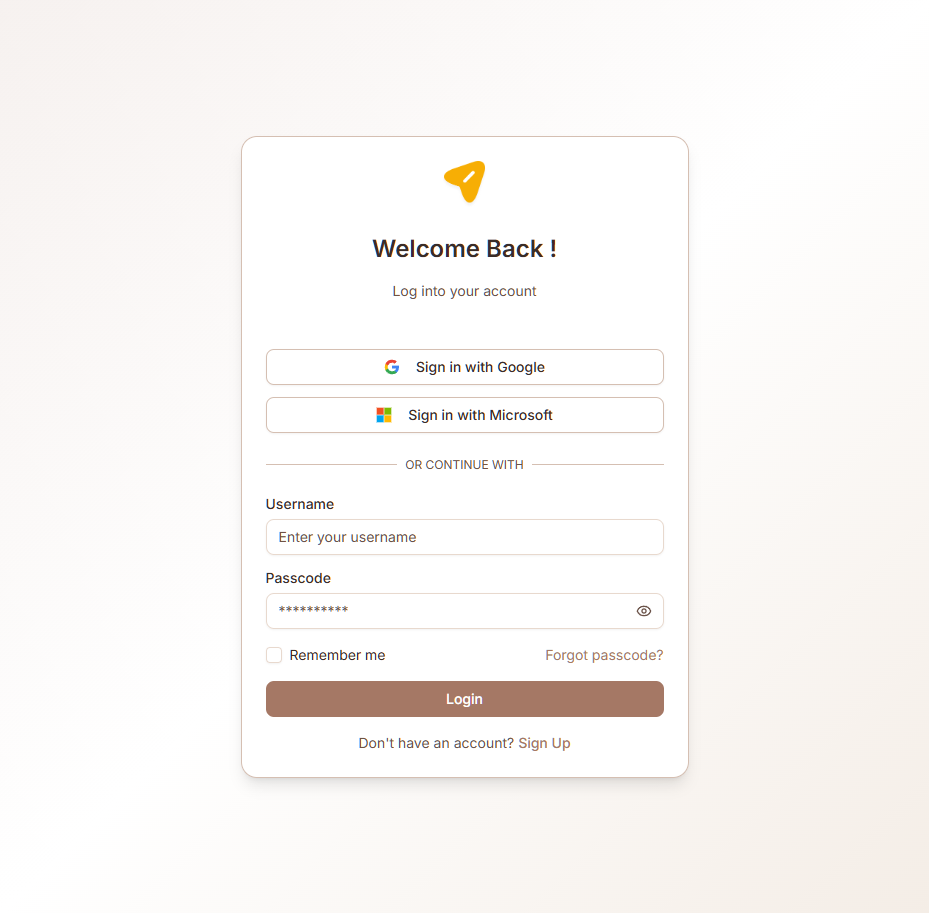 Welcome Back !
Log into your account
Sign in with Google
Sign in with Microsoft
OR CONTINUE WITH
Username
Enter your username
Passcode
**********
Remember me
Forgot passcode?
Login
Don't have an account? Sign Up